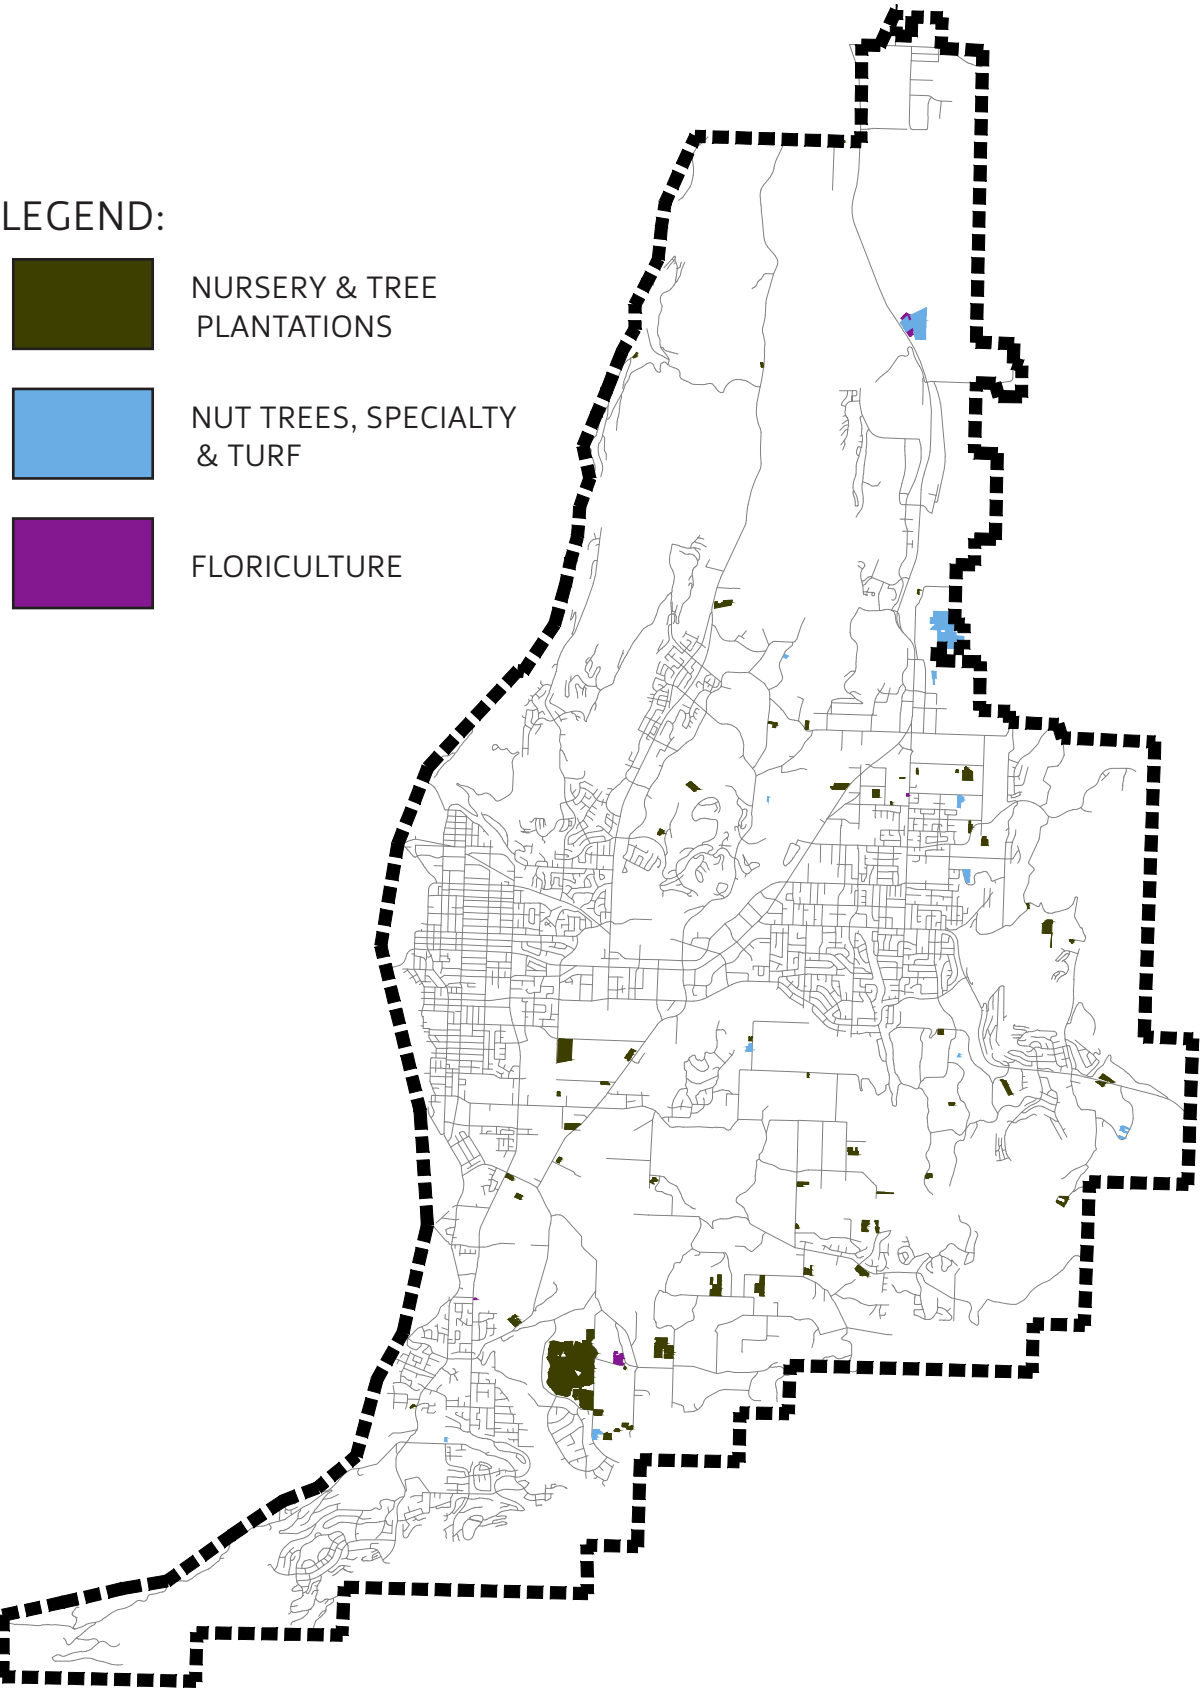 LEGEND:
NURSERY & TREE
PLANTATIONS
NUT TREES, SPECIALTY
& TURF
FLORICULTURE